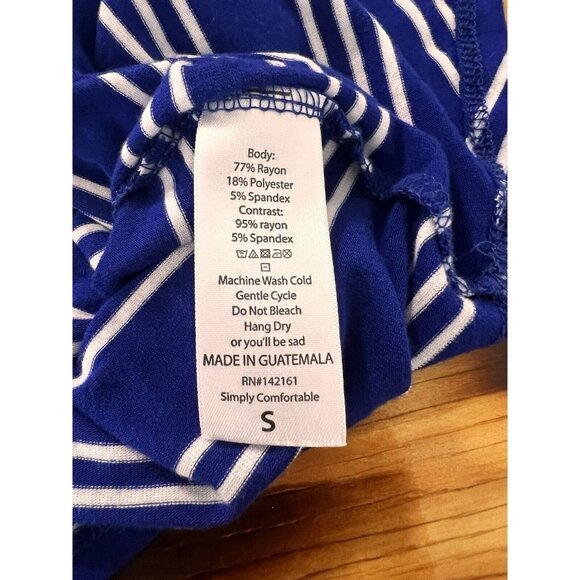 Body:
77% Rayon
18% Polyester
5% Spandex
Contrast:
95% rayon
5% Spandex
Machine Wash Cold
Gentle Cycle
Do Not Bleach
Hang Dry
or you'll be sad
MADE IN GUATEMALA
RN#142161
Simply Comfortable
S